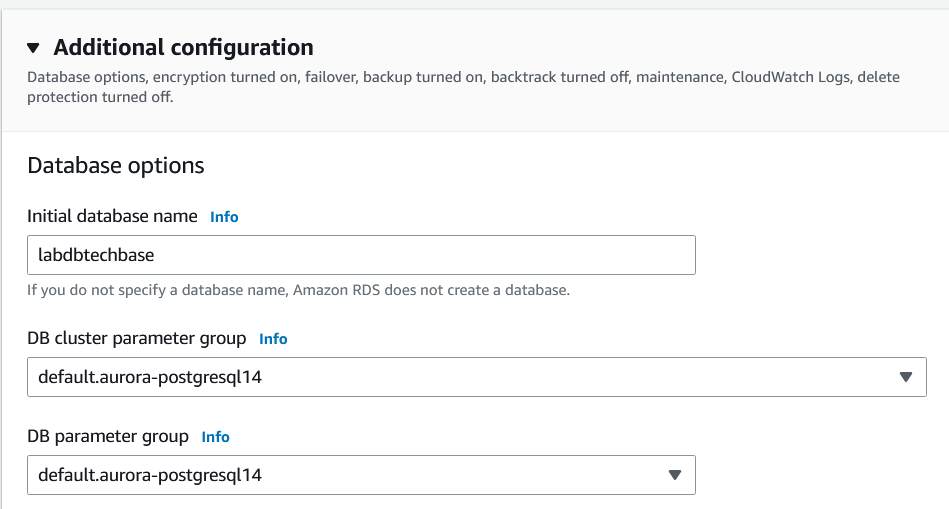 Additional configuration
Database options, encryption turned on, failover, backup turned on, backtrack turned off, maintenance, CloudWatch Logs, delete
protection turned off.
Database options
Initial database name Info
labdbtechbase
If you do not specify a database name, Amazon RDS does not create a database.
DB cluster parameter group Info
default.aurora-postgresql14
DB parameter group Info
default.aurora-postgresql14